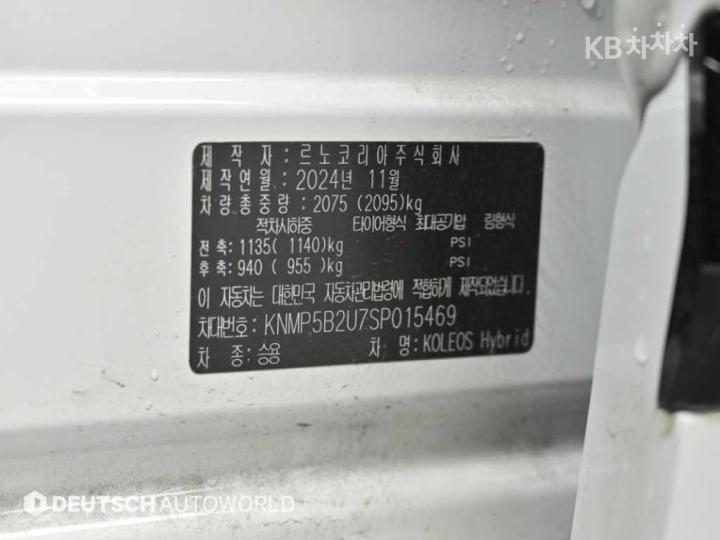 KB차차차
제 작 자 : 르노코리아주식회사
제작연월 : 2024년 11월
차량총중량 : 2075 (2095)kg
적차시하중 타이어형식 최대공기압 림형식
전축 : 1135( 1140)kg PSI
후축 : 940 ( 955 )kg PSI
이 자동차는 대한민국 자동차관리법령에 적합하게 제작되었습니다.
차대번호 : KNMP5B2U7SP015469
차 종 : 승용 차 명 : KOLEOS Hybrid
DEUTSCH AUTOWORLD